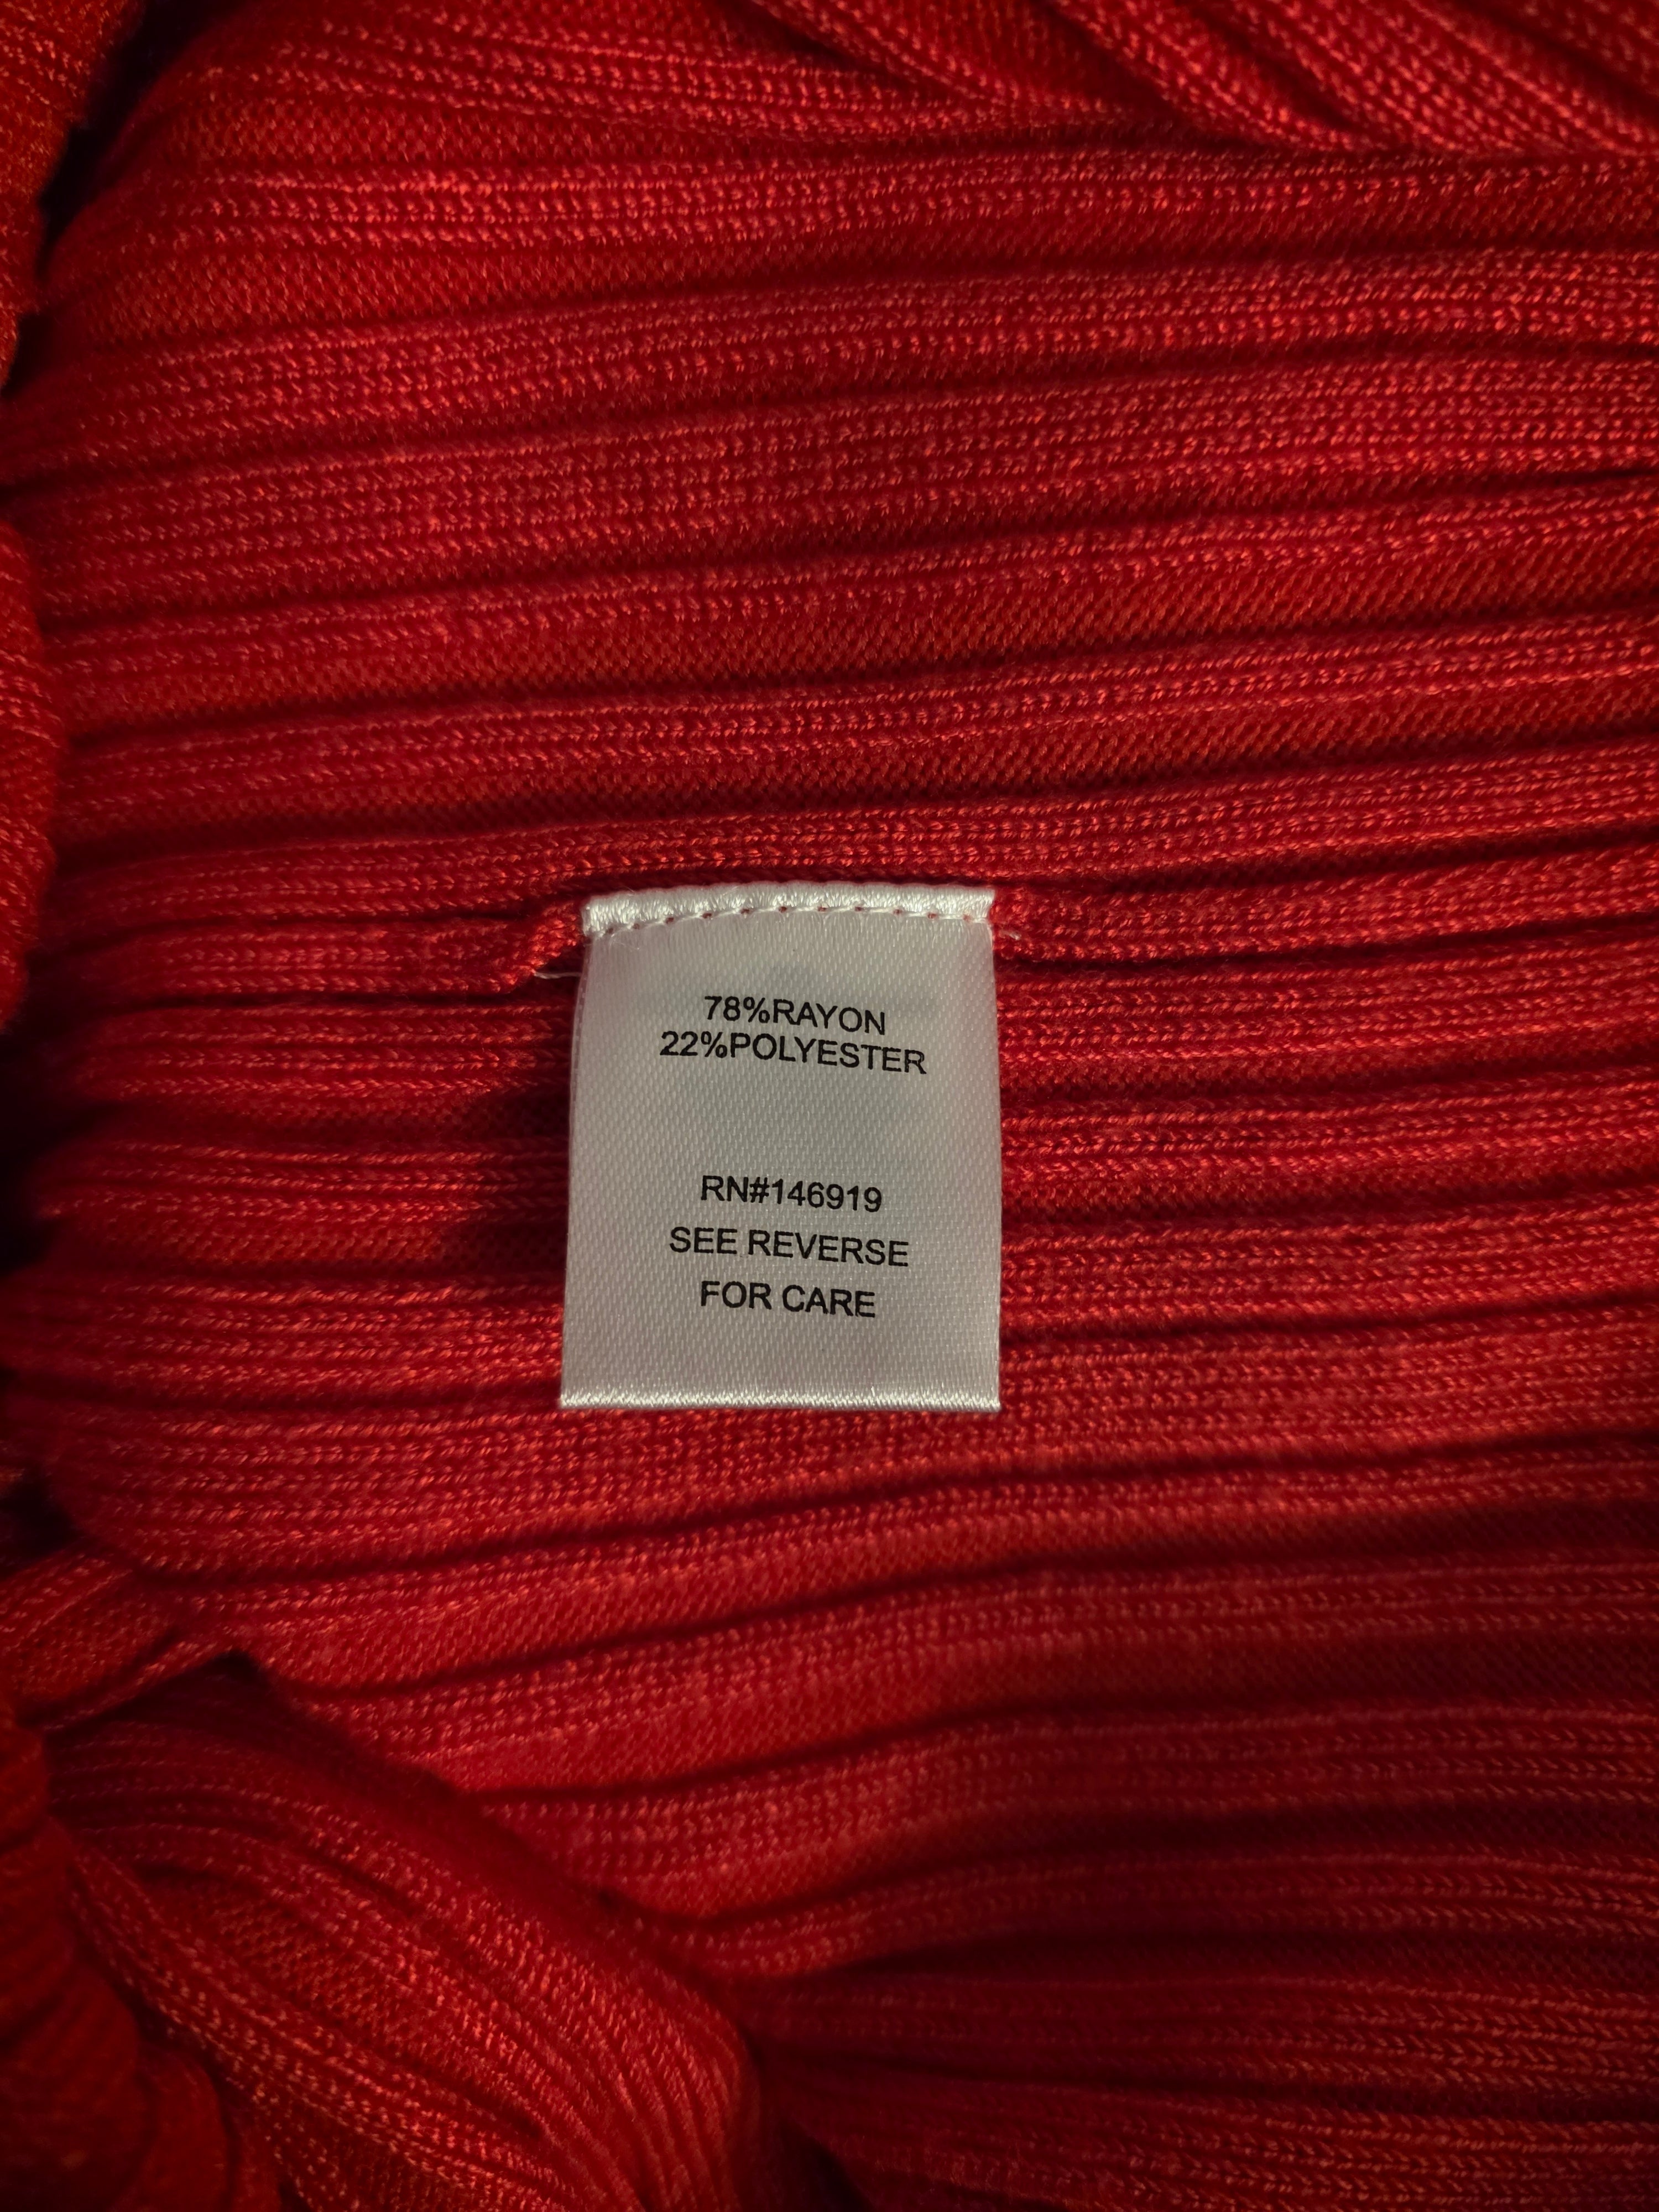 78%RAYON
22%POLYESTER
RN#146919
SEE REVERSE
FOR CARE